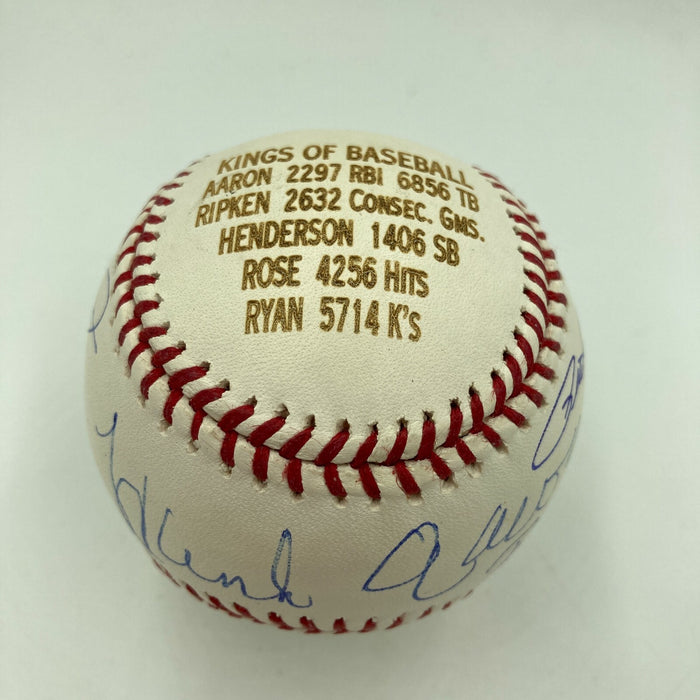 KINGS OF BASEBALL
AARON 2297 RBI 6856 TB
RIPKEN 2632 CONSEC. GMS.
HENDERSON 1406 SB
ROSE 4256 HITS
RYAN 5714 K's
Hank Aaron